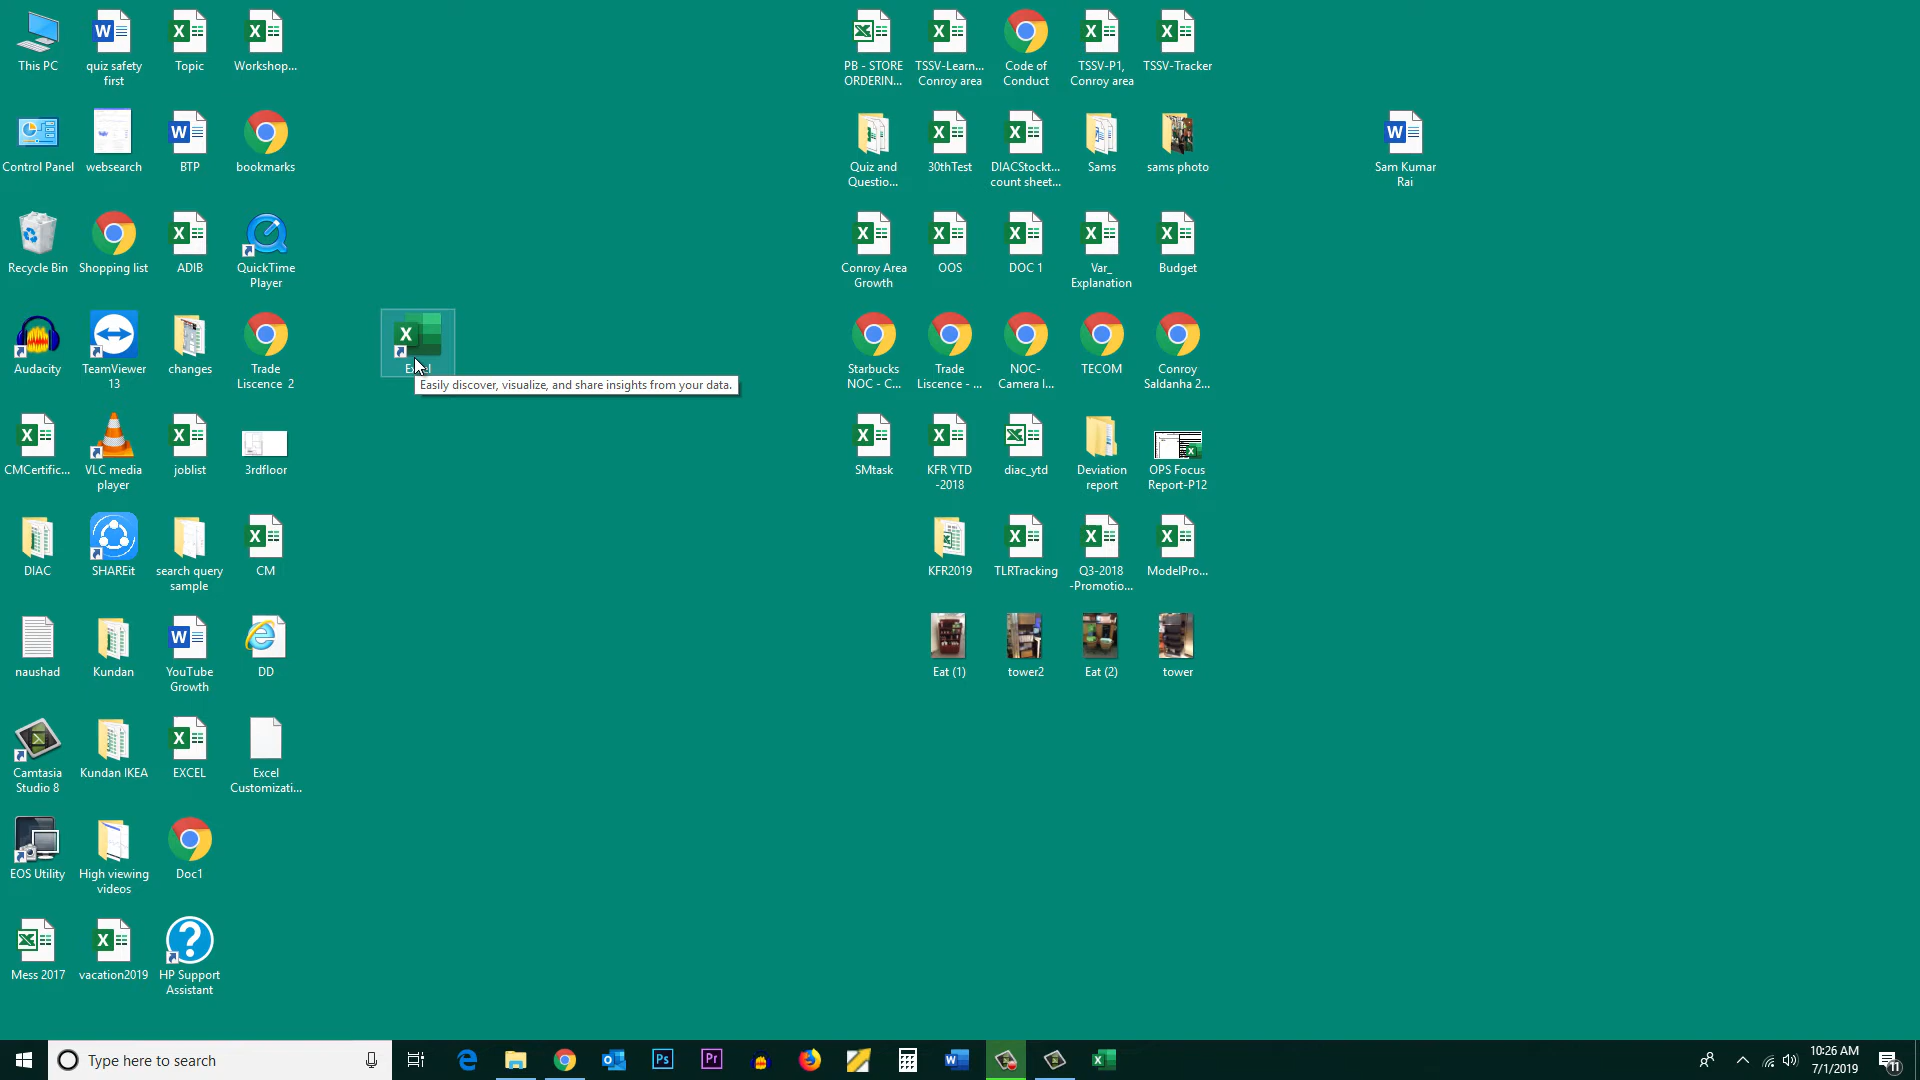 This PC
quiz safety
first
Topic
Workshop...
PB - STORE
ORDERIN...
TSSV-Learn...
Conroy area
Code of
Conduct
TSSV-P1,
Conroy area
TSSV-Tracker
Control Panel
websearch
BTP
bookmarks
Quiz and
Questio...
30thTest
DIACStockt...
count sheet...
Sams
sams photo
Sam Kumar
Rai
Recycle Bin
Shopping list
ADIB
QuickTime
Player
Conroy Area
Growth
OOS
DOC 1
Var_
Explanation
Budget
Audacity
TeamViewer
13
changes
Trade
Liscence 2
Excel
Easily discover, visualize, and share insights from your data.
Starbucks
NOC - C...
Trade
Liscence - ...
NOC-
Camera I...
TECOM
Conroy
Saldanha 2...
CMCertific...
VLC media
player
joblist
3rdfloor
SMtask
KFR YTD
-2018
diac_ytd
Deviation
report
OPS Focus
Report-P12
DIAC
SHAREit
search query
sample
CM
KFR2019
TLRTracking
Q3-2018
-Promotio...
ModelPro...
naushad
Kundan
YouTube
Growth
DD
Eat (1)
tower2
Eat (2)
tower
Camtasia
Studio 8
Kundan IKEA
EXCEL
Excel
Customizati...
EOS Utility
High viewing
videos
Doc1
Mess 2017
vacation2019
HP Support
Assistant
Type here to search
10:26 AM
7/1/2019
11